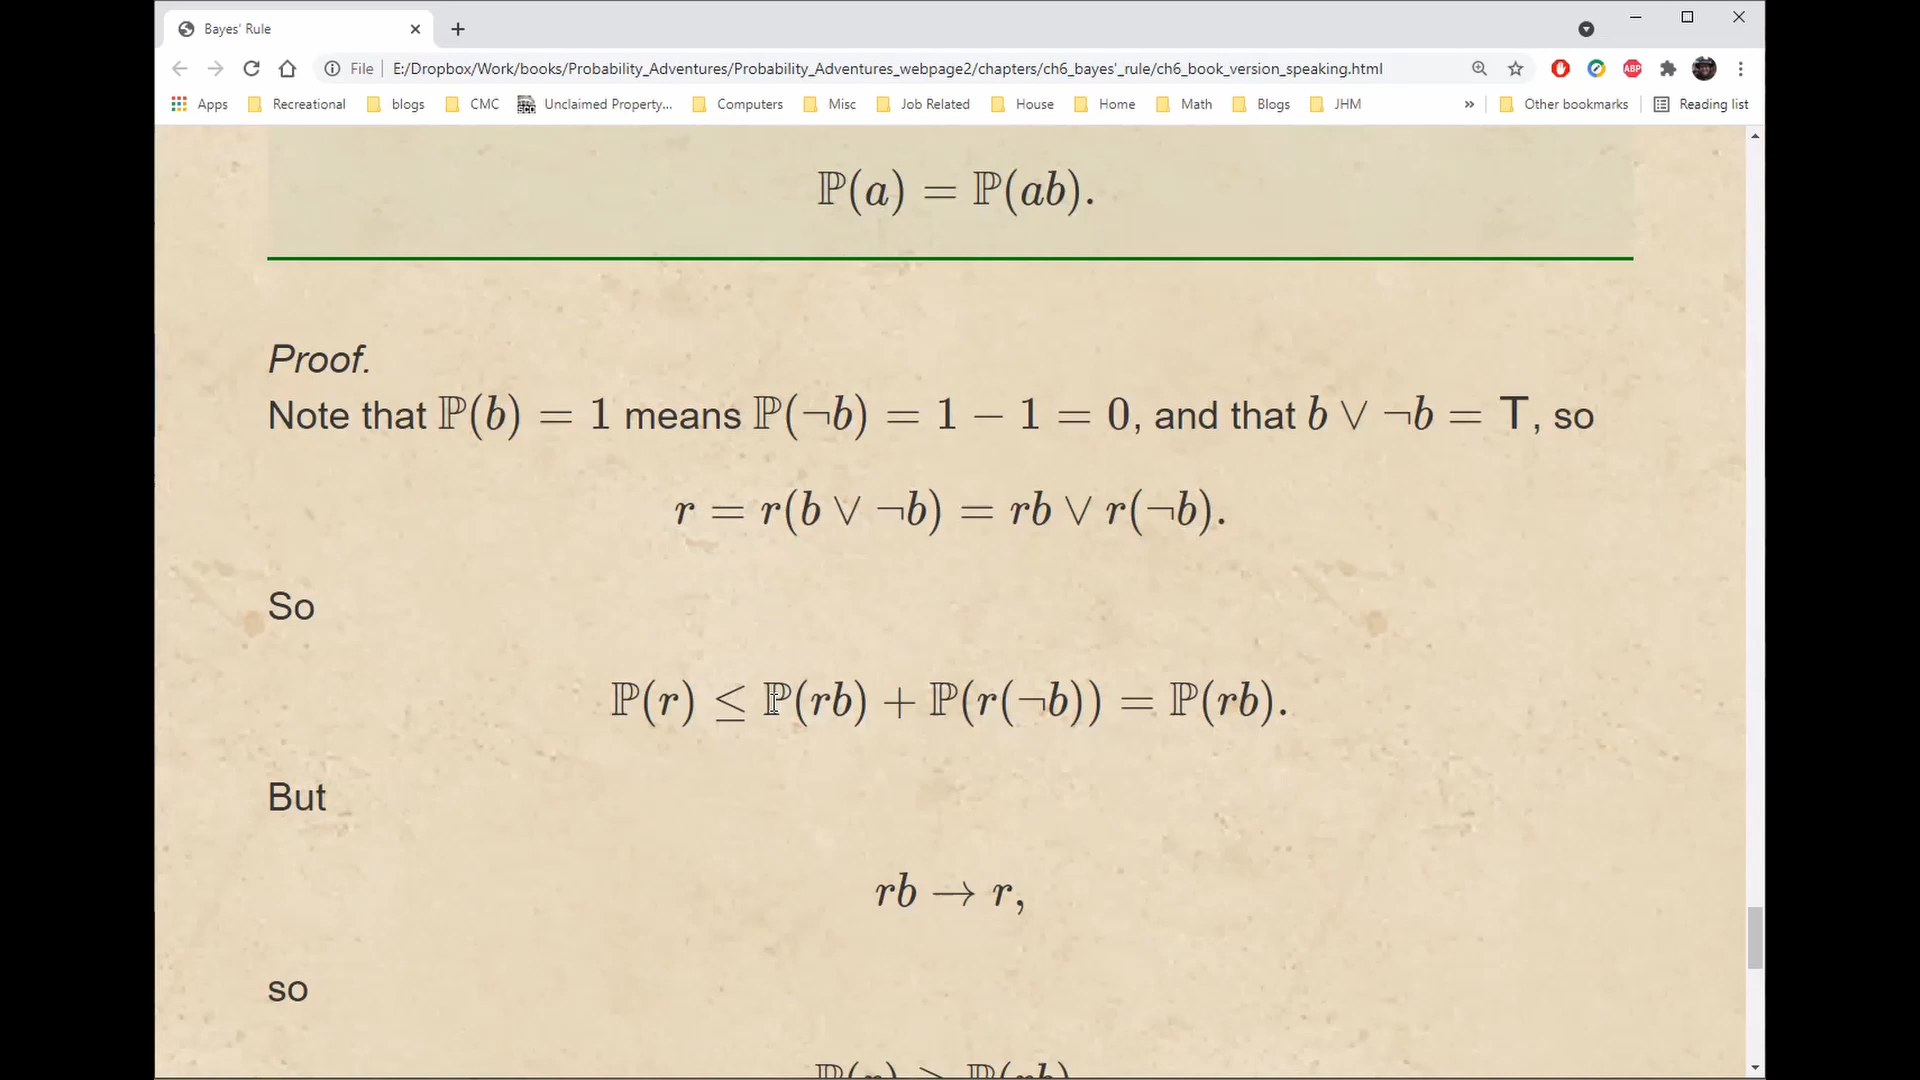 Bayes' Rule
File
E:/Dropbox/Work/books/Probability_Adventures/Probability_Adventures_webpage2/chapters/ch6_bayes'_rule/ch6_book_version_speaking.html
ABP
Apps Recreational blogs CMC Unclaimed Property... Computers Misc Job Related House Home Math Blogs JHM » Other bookmarks Reading list
ℙ(a) = ℙ(ab).
Proof.
Note that ℙ(b) = 1 means ℙ(¬b) = 1 − 1 = 0, and that b ∨ ¬b = T, so
r = r(b ∨ ¬b) = rb ∨ r(¬b).
So
ℙ(r) ≤ ℙ(rb) + ℙ(r(¬b)) = ℙ(rb).
But
rb → r,
so